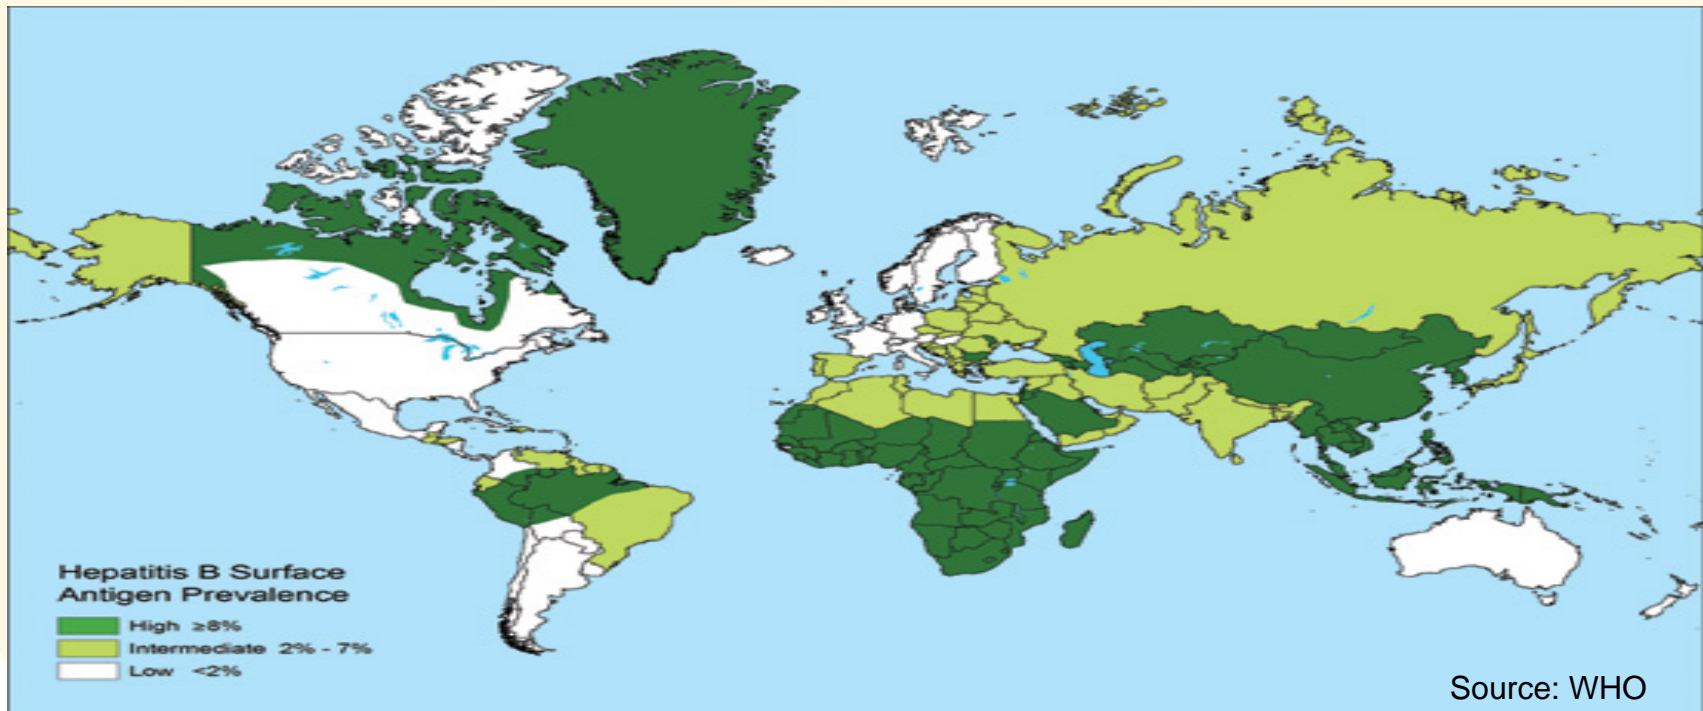 Hepatitis B Surface
Antigen Prevalence
High ≥8%
Intermediate 2% - 7%
Low <2%
Source: WHO